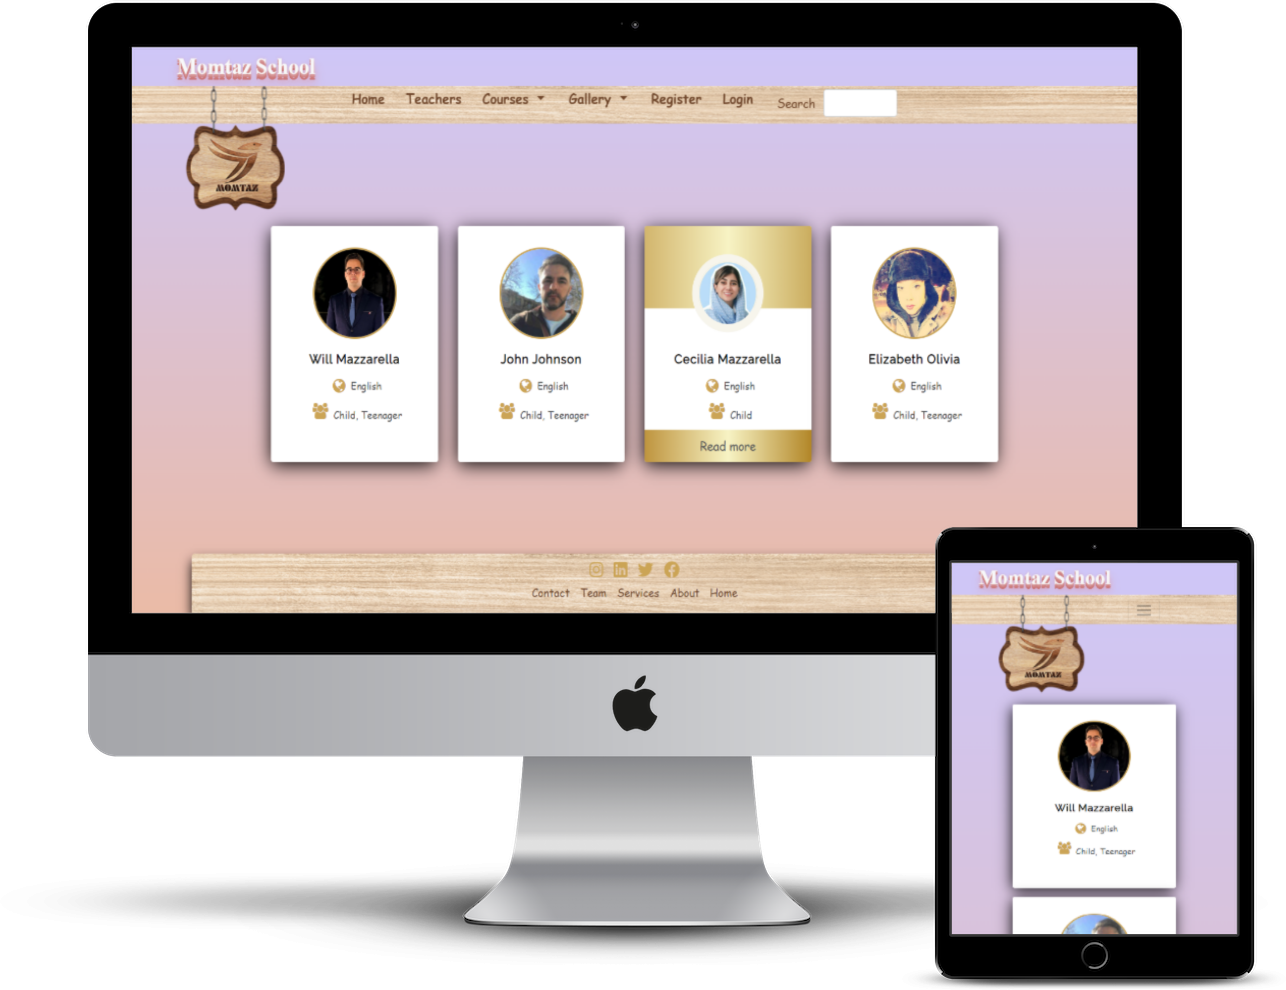 Momtaz School
Home Teachers Courses Gallery Register Login Search
MOMTAZ
Will Mazzarella
English
Child, Teenager
John Johnson
English
Child, Teenager
Cecilia Mazzarella
English
Child
Read more
Elizabeth Olivia
English
Child, Teenager
Contact Team Services About Home
Momtaz School
MOMTAZ
Will Mazzarella
English
Child, Teenager